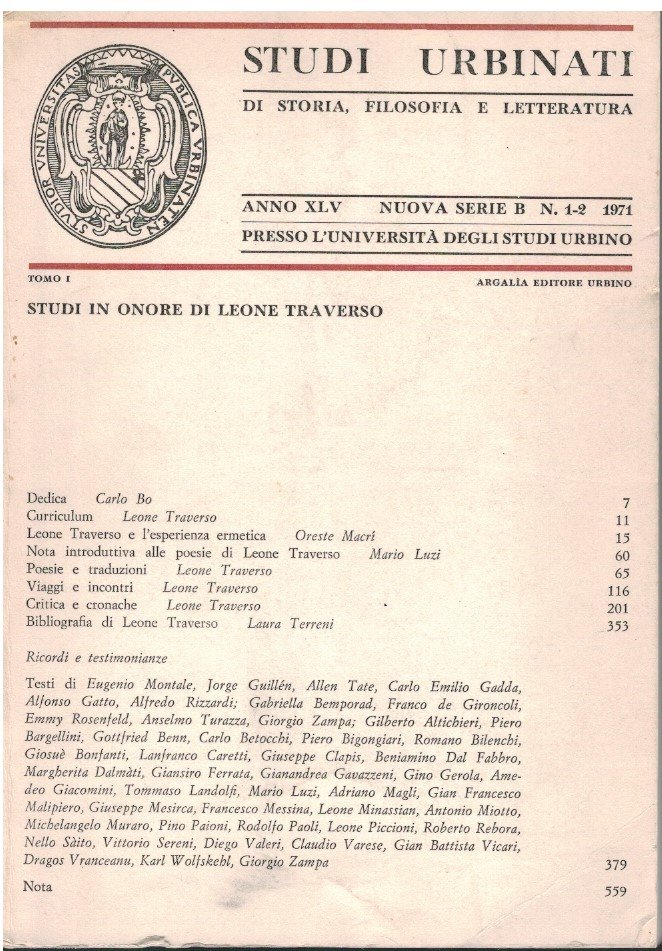 STVDIOR VNIVERSITAS PVBLICA VRBINATEN
STUDI URBINATI
DI STORIA, FILOSOFIA E LETTERATURA
ANNO XLV NUOVA SERIE B N. 1-2 1971
PRESSO L'UNIVERSITÀ DEGLI STUDI URBINO
TOMO I
ARGALÌA EDITORE URBINO
STUDI IN ONORE DI LEONE TRAVERSO
Dedica Carlo Bo 7
Curriculum Leone Traverso 11
Leone Traverso e l'esperienza ermetica Oreste Macrí 15
Nota introduttiva alle poesie di Leone Traverso Mario Luzi 60
Poesie e traduzioni Leone Traverso 65
Viaggi e incontri Leone Traverso 116
Critica e cronache Leone Traverso 201
Bibliografia di Leone Traverso Laura Terreni 353
Ricordi e testimonianze
Testi di Eugenio Montale, Jorge Guillén, Allen Tate, Carlo Emilio Gadda,
Alfonso Gatto, Alfredo Rizzardi; Gabriella Bemporad, Franco de Gironcoli,
Emmy Rosenfeld, Anselmo Turazza, Giorgio Zampa; Gilberto Altichieri, Piero
Bargellini, Gottfried Benn, Carlo Betocchi, Piero Bigongiari, Romano Bilenchi,
Giosuè Bonfanti, Lanfranco Caretti, Giuseppe Clapis, Beniamino Dal Fabbro,
Margherita Dalmàti, Giansiro Ferrata, Gianandrea Gavazzeni, Gino Gerola, Ame-
deo Giacomini, Tommaso Landolfi, Mario Luzi, Adriano Magli, Gian Francesco
Malipiero, Giuseppe Mesirca, Francesco Messina, Leone Minassian, Antonio Miotto,
Michelangelo Muraro, Pino Paioni, Rodolfo Paoli, Leone Piccioni, Roberto Rebora,
Nello Sàito, Vittorio Sereni, Diego Valeri, Claudio Varese, Gian Battista Vicari,
Dragos Vranceanu, Karl Wolfskehl, Giorgio Zampa 379
Nota 559